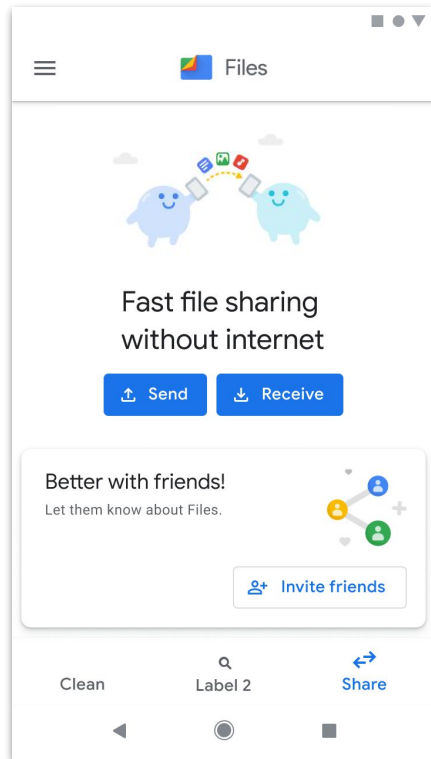 Files
Fast file sharing
without internet
Send
Receive
Better with friends!
Let them know about Files.
Invite friends
Clean
Label 2
Share